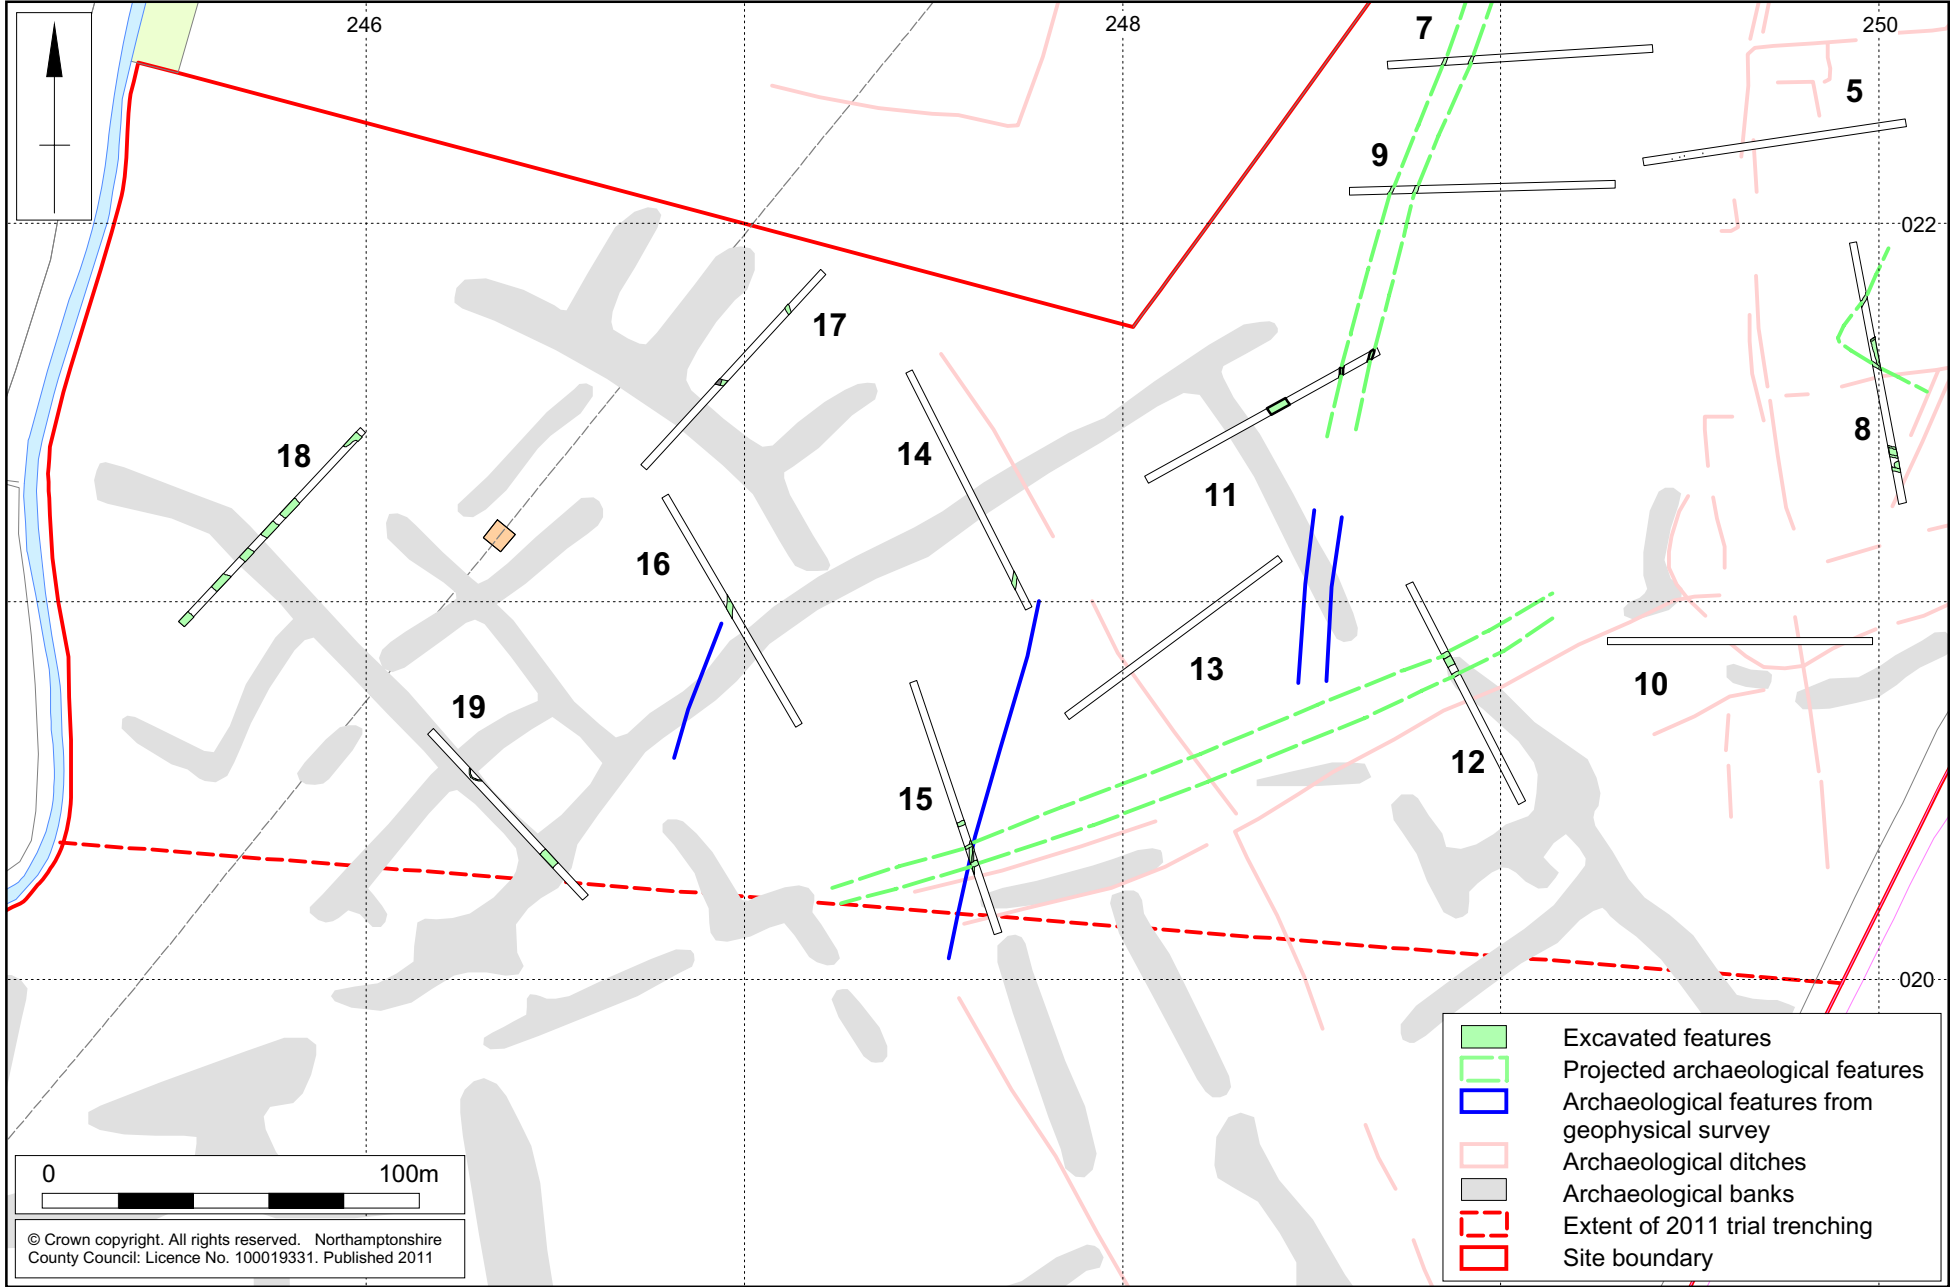 246
248
250
7
5
9
022
17
18
14
8
11
16
13
10
19
12
15
020
Excavated features
Projected archaeological features
Archaeological features from
geophysical survey
Archaeological ditches
Archaeological banks
Extent of 2011 trial trenching
Site boundary
0 100m
© Crown copyright. All rights reserved. Northamptonshire
County Council: Licence No. 100019331. Published 2011